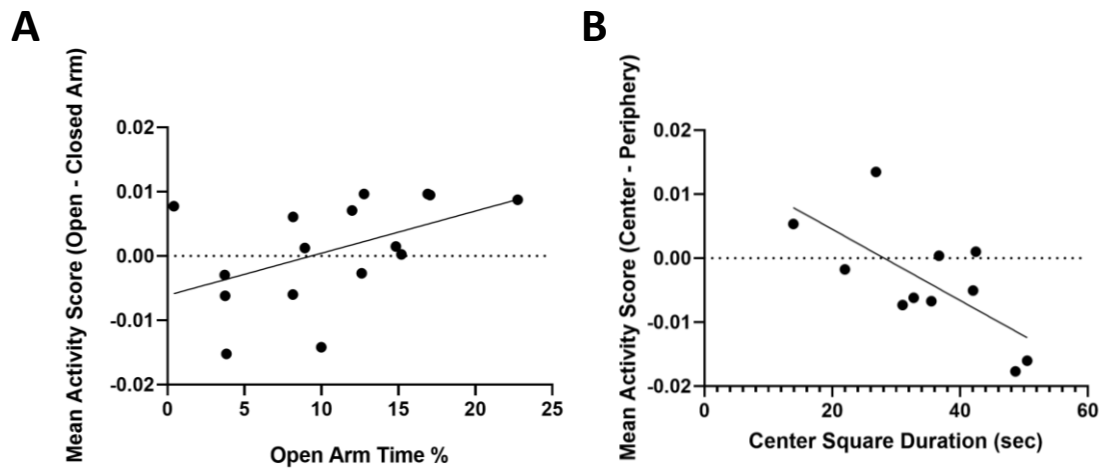 A
Mean Activity Score (Open - Closed Arm)
0.02
0.01
0.00
-0.01
-0.02
0 5 10 15 20 25
Open Arm Time %
B
Mean Activity Score (Center - Periphery)
0.02
0.01
0.00
-0.01
-0.02
0 20 40 60
Center Square Duration (sec)